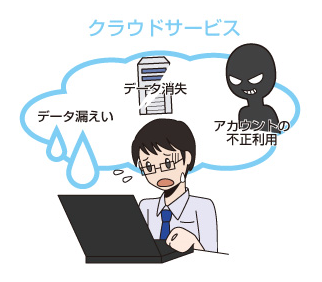 クラウドサービス
データ消失
データ漏えい
アカウントの
不正利用